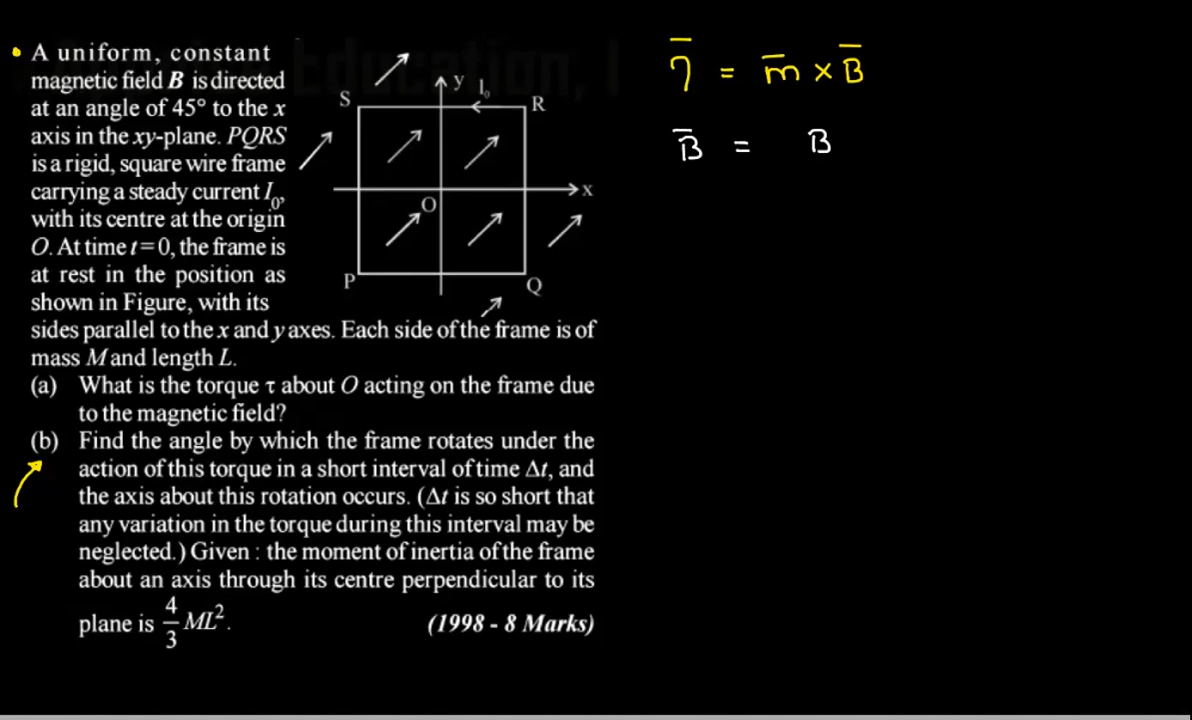 • A uniform, constant
magnetic field B is directed
at an angle of 45° to the x
axis in the xy-plane. PQRS
is a rigid, square wire frame
carrying a steady current I₀,
with its centre at the origin
O. At time t=0, the frame is
at rest in the position as
shown in Figure, with its
sides parallel to the x and y axes. Each side of the frame is of
mass M and length L.
(a) What is the torque τ about O acting on the frame due
to the magnetic field?
(b) Find the angle by which the frame rotates under the
action of this torque in a short interval of time Δt, and
the axis about this rotation occurs. (Δt is so short that
any variation in the torque during this interval may be
neglected.) Given : the moment of inertia of the frame
about an axis through its centre perpendicular to its
plane is 4/3 ML².
(1998 - 8 Marks)
S
y
I₀
R
x
O
P
Q
τ̄ = m̄ × B̄
B̄ = B